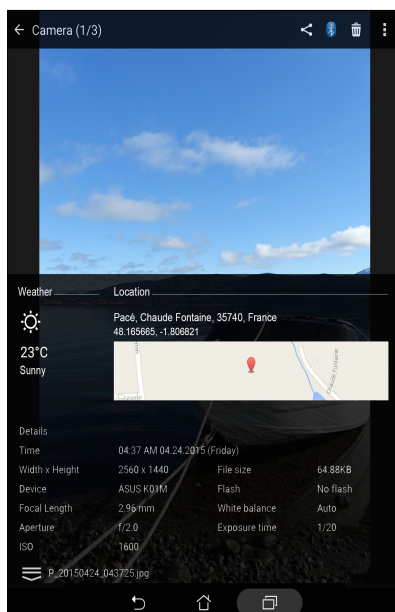 Camera (1/3)
Weather
Location
Pacé, Chaude Fontaine, 35740, France
48.165665, -1.806821
23°C
Sunny
Chaude Fontaine
Google
Details
Time 04:37 AM 04.24.2015 (Friday)
Width x Height 2560 x 1440 File size 64.88KB
Device ASUS K01M Flash No flash
Focal Length 2.96 mm White balance Auto
Aperture f/2.0 Exposure time 1/20
ISO 1600
P_20150424_043725.jpg